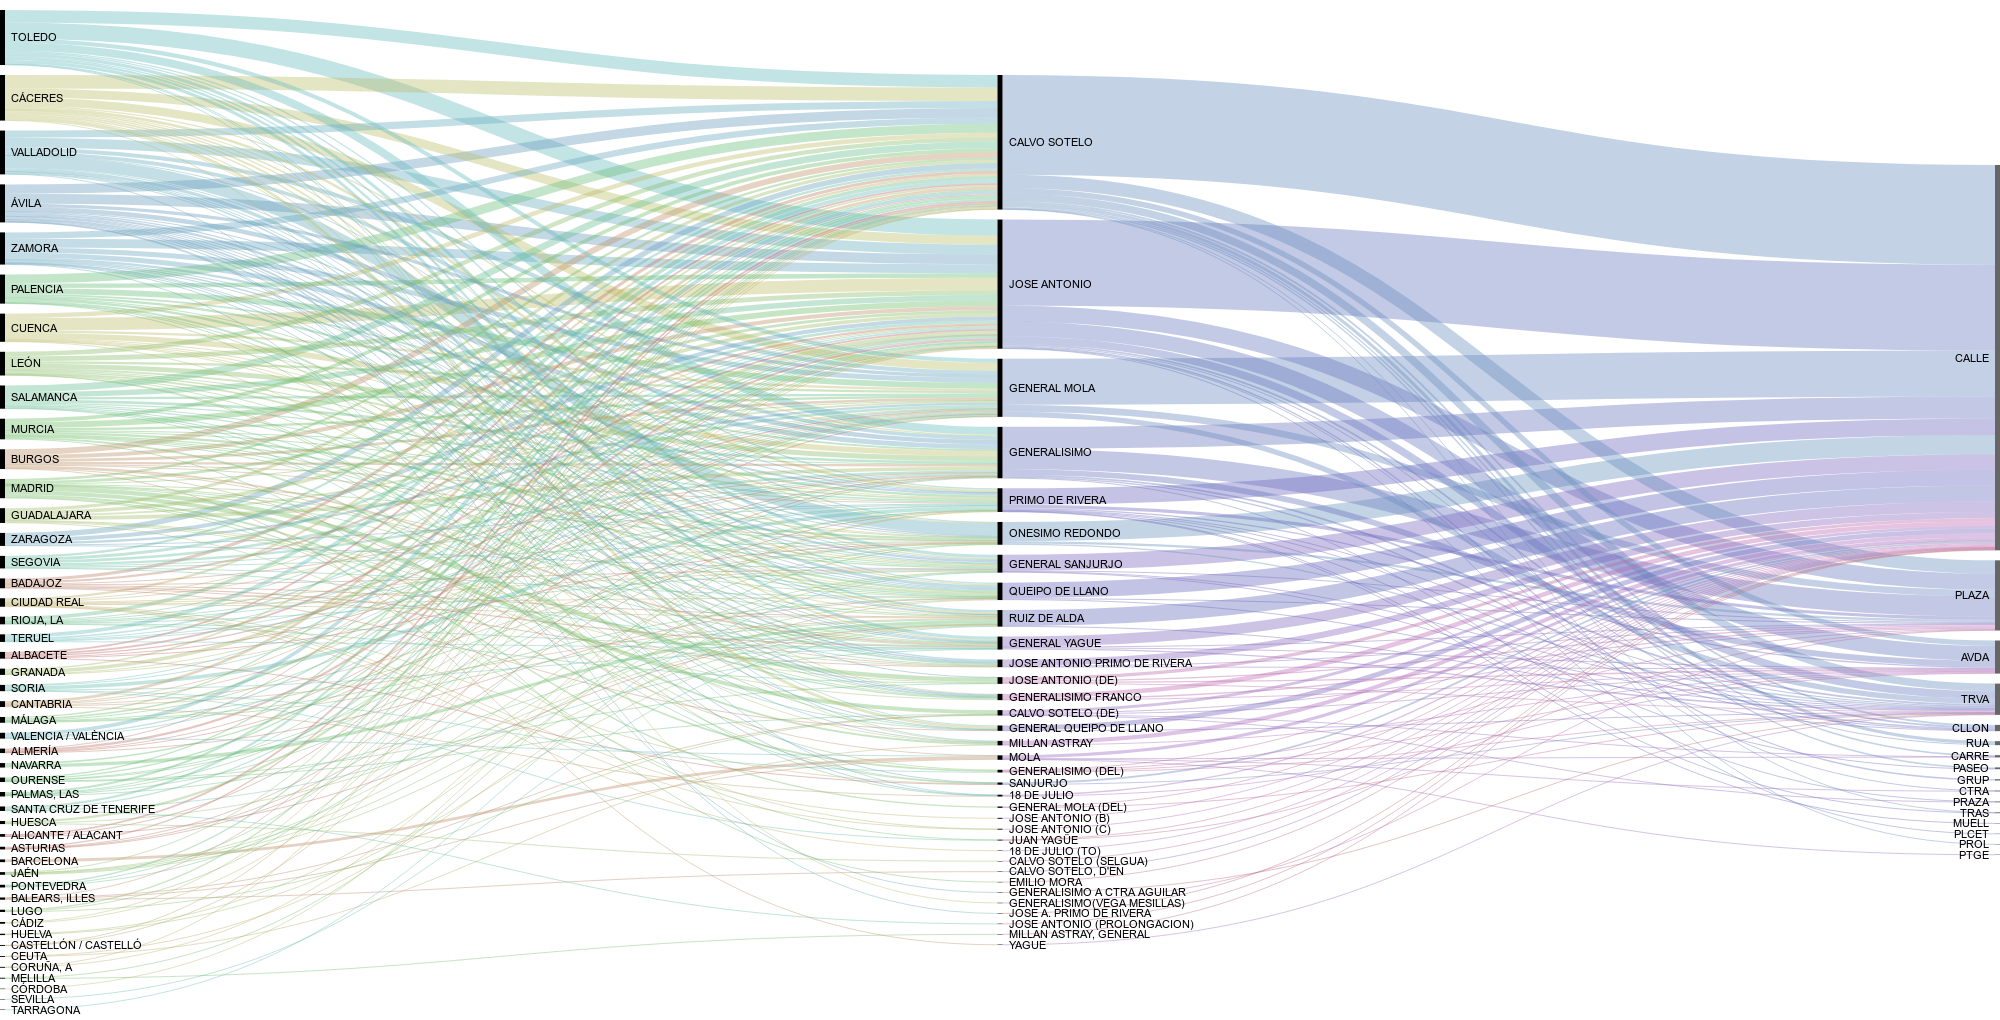 TOLEDO
CÁCERES
VALLADOLID
ÁVILA
ZAMORA
PALENCIA
CUENCA
LEÓN
SALAMANCA
MURCIA
BURGOS
MADRID
GUADALAJARA
ZARAGOZA
SEGOVIA
BADAJOZ
CIUDAD REAL
RIOJA, LA
TERUEL
ALBACETE
GRANADA
SORIA
CANTABRIA
MÁLAGA
VALENCIA / VALÈNCIA
ALMERÍA
NAVARRA
OURENSE
PALMAS, LAS
SANTA CRUZ DE TENERIFE
HUESCA
ALICANTE / ALACANT
ASTURIAS
BARCELONA
JAÉN
PONTEVEDRA
BALEARS, ILLES
LUGO
CÁDIZ
HUELVA
CASTELLÓN / CASTELLÓ
CEUTA
CORUÑA, A
MELILLA
CÓRDOBA
SEVILLA
TARRAGONA
CALVO SOTELO
JOSE ANTONIO
GENERAL MOLA
GENERALISIMO
PRIMO DE RIVERA
ONESIMO REDONDO
GENERAL SANJURJO
QUEIPO DE LLANO
RUIZ DE ALDA
GENERAL YAGUE
JOSE ANTONIO PRIMO DE RIVERA
JOSE ANTONIO (DE)
GENERALISIMO FRANCO
CALVO SOTELO (DE)
GENERAL QUEIPO DE LLANO
MILLAN ASTRAY
MOLA
GENERALISIMO (DEL)
SANJURJO
18 DE JULIO
GENERAL MOLA (DEL)
JOSE ANTONIO (B)
JOSE ANTONIO (C)
JUAN YAGÜE
18 DE JULIO (TO)
CALVO SOTELO (SELGUA)
CALVO SOTELO, D'EN
EMILIO MORA
GENERALISIMO A CTRA AGUILAR
GENERALISIMO(VEGA MESILLAS)
JOSE A. PRIMO DE RIVERA
JOSE ANTONIO (PROLONGACION)
MILLAN ASTRAY, GENERAL
YAGUE
CALLE
PLAZA
AVDA
TRVA
CLLON
RUA
CARRE
PASEO
GRUP
CTRA
PRAZA
TRAS
MUELL
PLCET
PROL
PTGE